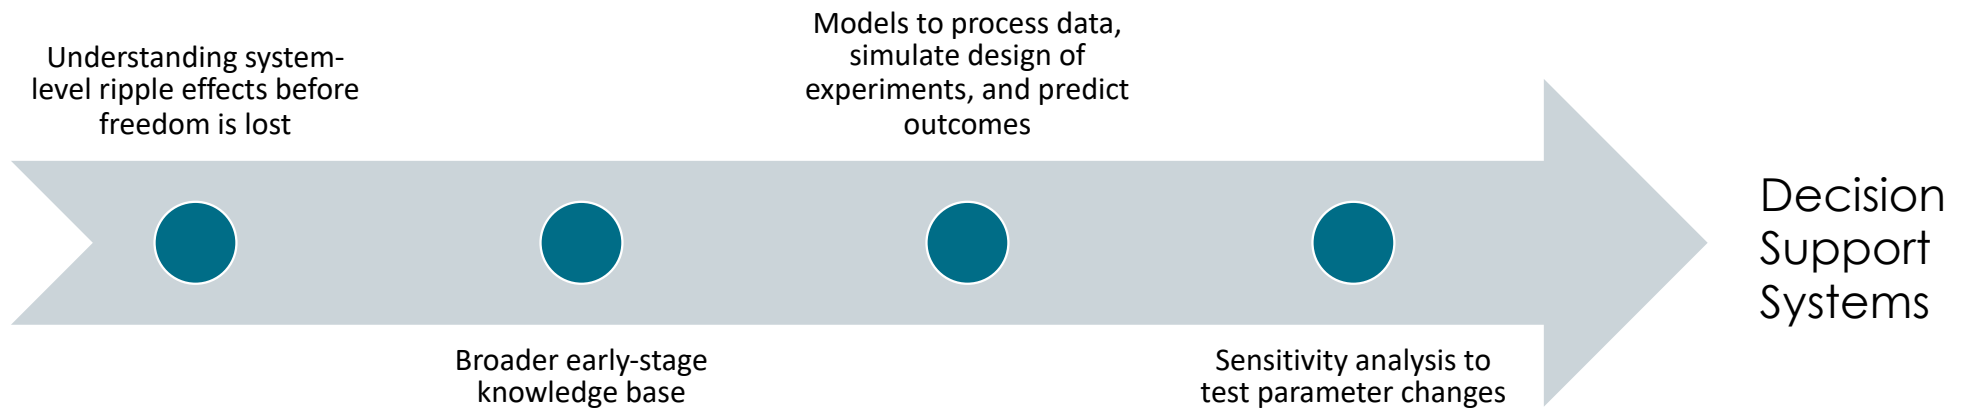 Understanding system-
level ripple effects before
freedom is lost
Broader early-stage
knowledge base
Models to process data,
simulate design of
experiments, and predict
outcomes
Sensitivity analysis to
test parameter changes
Decision
Support
Systems